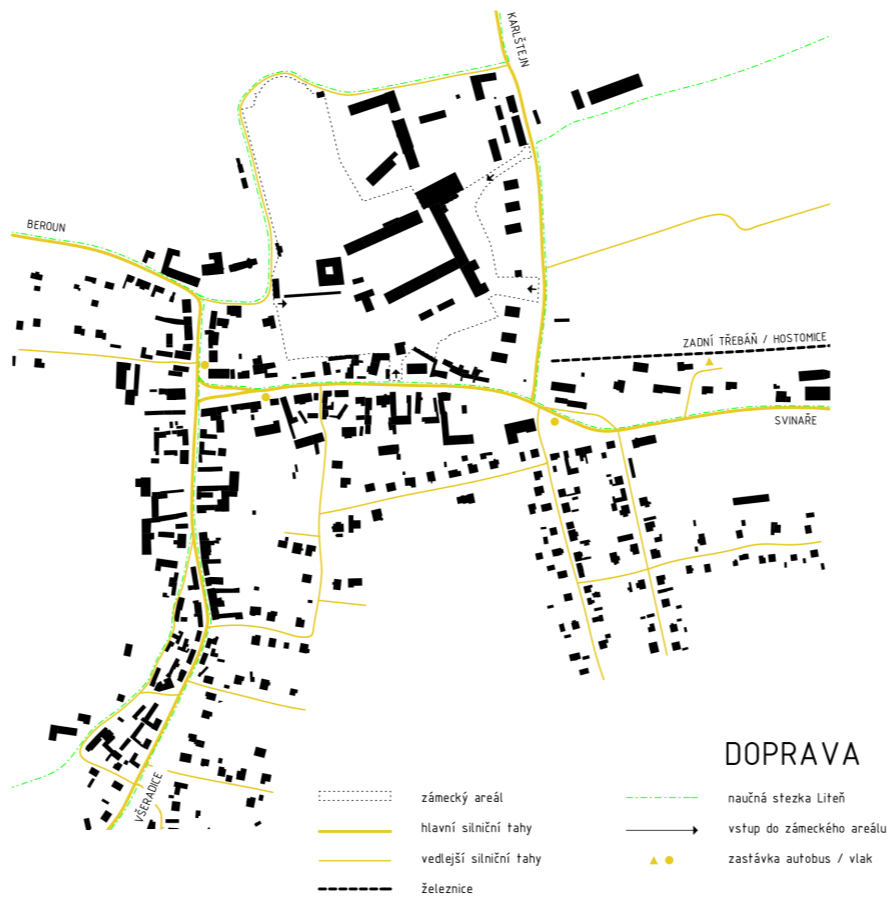 KARLŠTEJN
BEROUN
ZADNÍ TŘEBÁŇ / HOSTOMICE
SVINAŘE
VŠERADICE
DOPRAVA
zámecký areál
hlavní silniční tahy
vedlejší silniční tahy
železnice
naučná stezka Liteň
vstup do zámeckého areálu
zastávka autobus / vlak